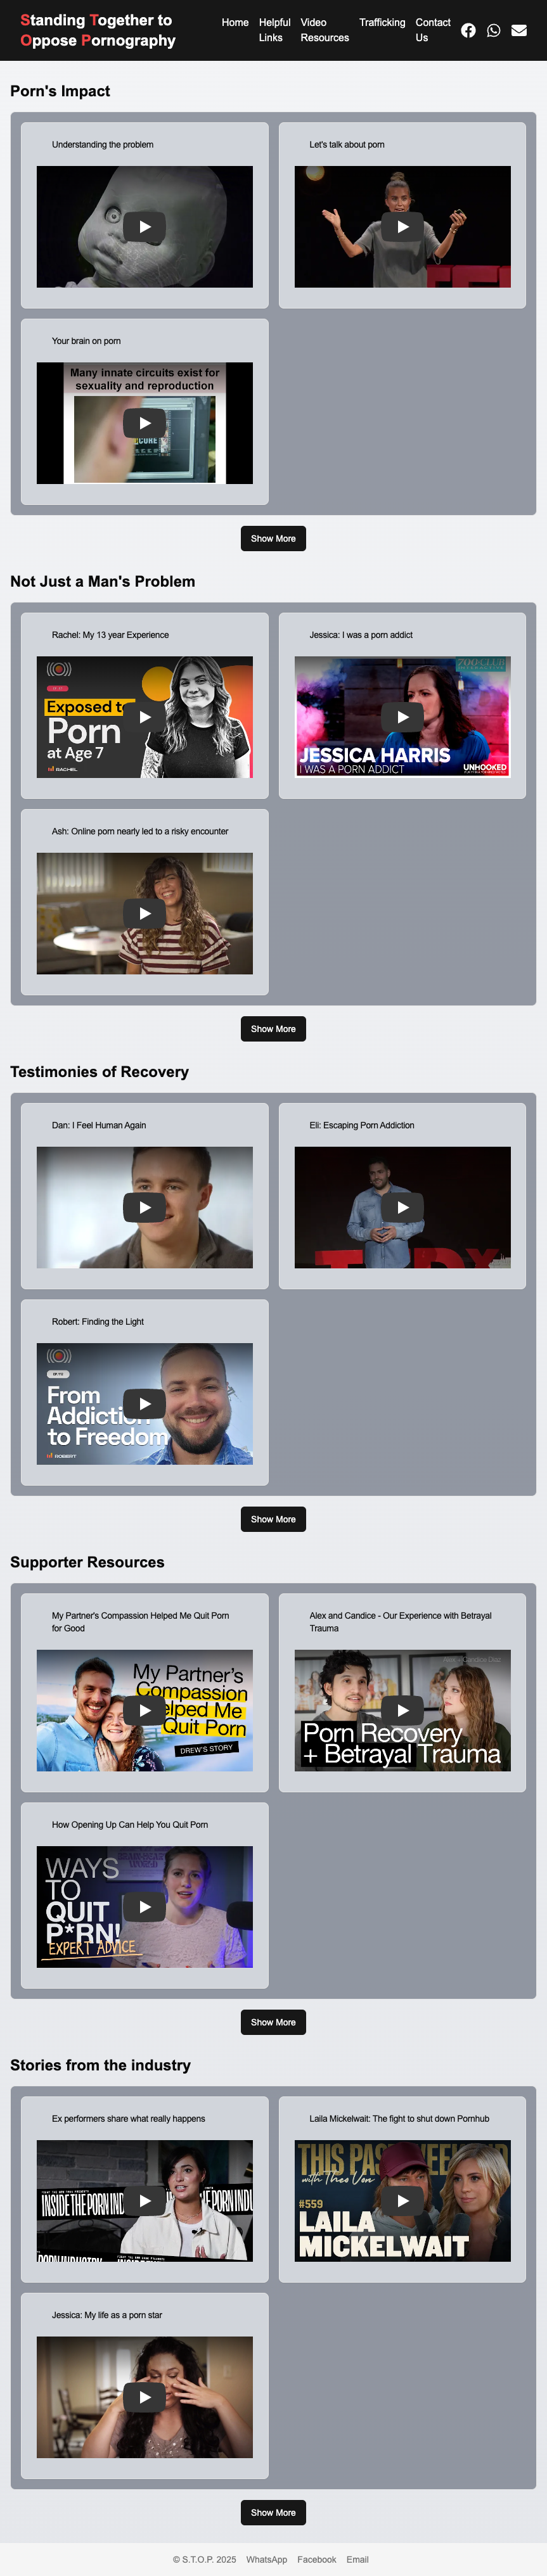 Standing Together to
Oppose Pornography
Home
Helpful
Links
Video
Resources
Trafficking
Contact
Us
Porn's Impact
Understanding the problem
Let's talk about porn
Your brain on porn
Many innate circuits exist for
sexuality and reproduction
Show More
Not Just a Man's Problem
Rachel: My 13 year Experience
Jessica: I was a porn addict
Exposed to
Porn
at Age 7
RACHEL
JESSICA HARRIS
I WAS A PORN ADDICT
UNHOOKED
Ash: Online porn nearly led to a risky encounter
Show More
Testimonies of Recovery
Dan: I Feel Human Again
Eli: Escaping Porn Addiction
Robert: Finding the Light
From
Addiction
to Freedom
ROBERT
Show More
Supporter Resources
My Partner's Compassion Helped Me Quit Porn
for Good
Alex and Candice - Our Experience with Betrayal
Trauma
My Partner's
Compassion
Helped Me
Quit Porn
DREW'S STORY
Porn Recovery
+ Betrayal Trauma
How Opening Up Can Help You Quit Porn
WAYS
TO
QUIT
P*RN!
EXPERT ADVICE
Show More
Stories from the industry
Ex performers share what really happens
Laila Mickelwait: The fight to shut down Pornhub
INSIDE THE PORN IND
PORN INDUSTRY
THIS PAST WEEKEND
with Theo Von
#559
LAILA
MICKELWAIT
Jessica: My life as a porn star
Show More
© S.T.O.P. 2025
WhatsApp
Facebook
Email